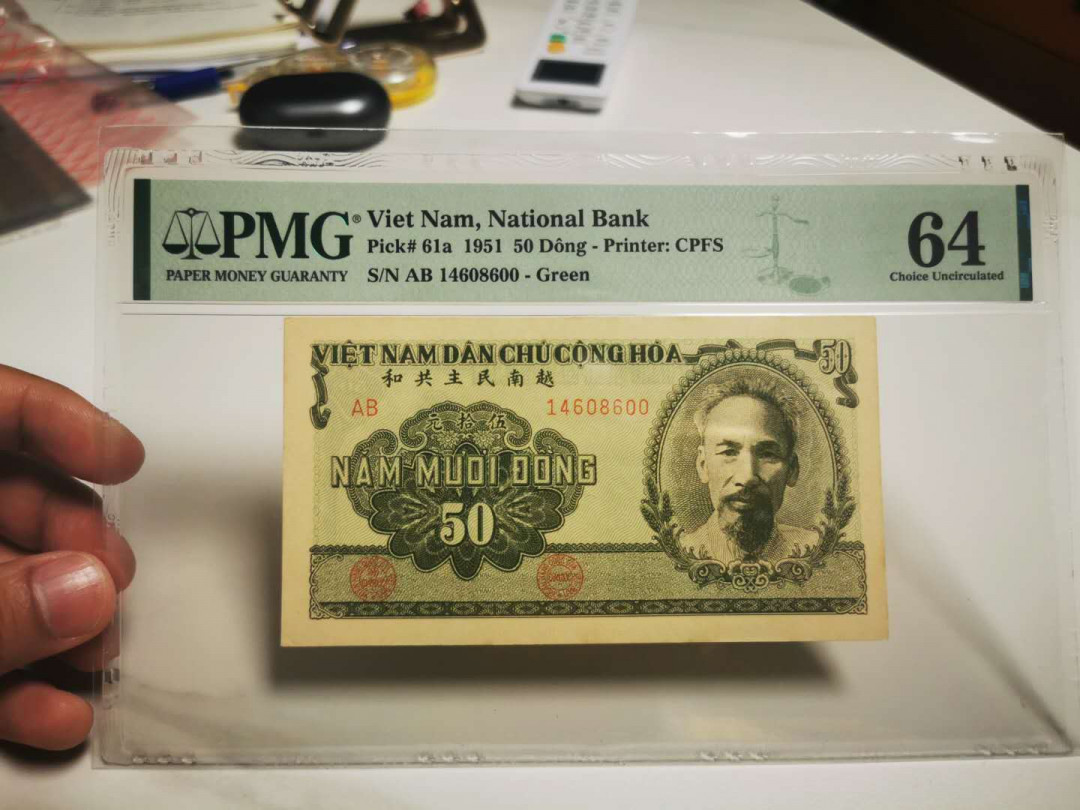 PMG® Viet Nam, National Bank
Pick# 61a 1951 50 Dông - Printer: CPFS
PAPER MONEY GUARANTY S/N AB 14608600 - Green
64
Choice Uncirculated
VIỆT NAM DÂN CHỦ CỘNG HÒA 50
和共主民南越
AB 14608600
元拾伍
NĂM MƯƠI ĐỒNG
50